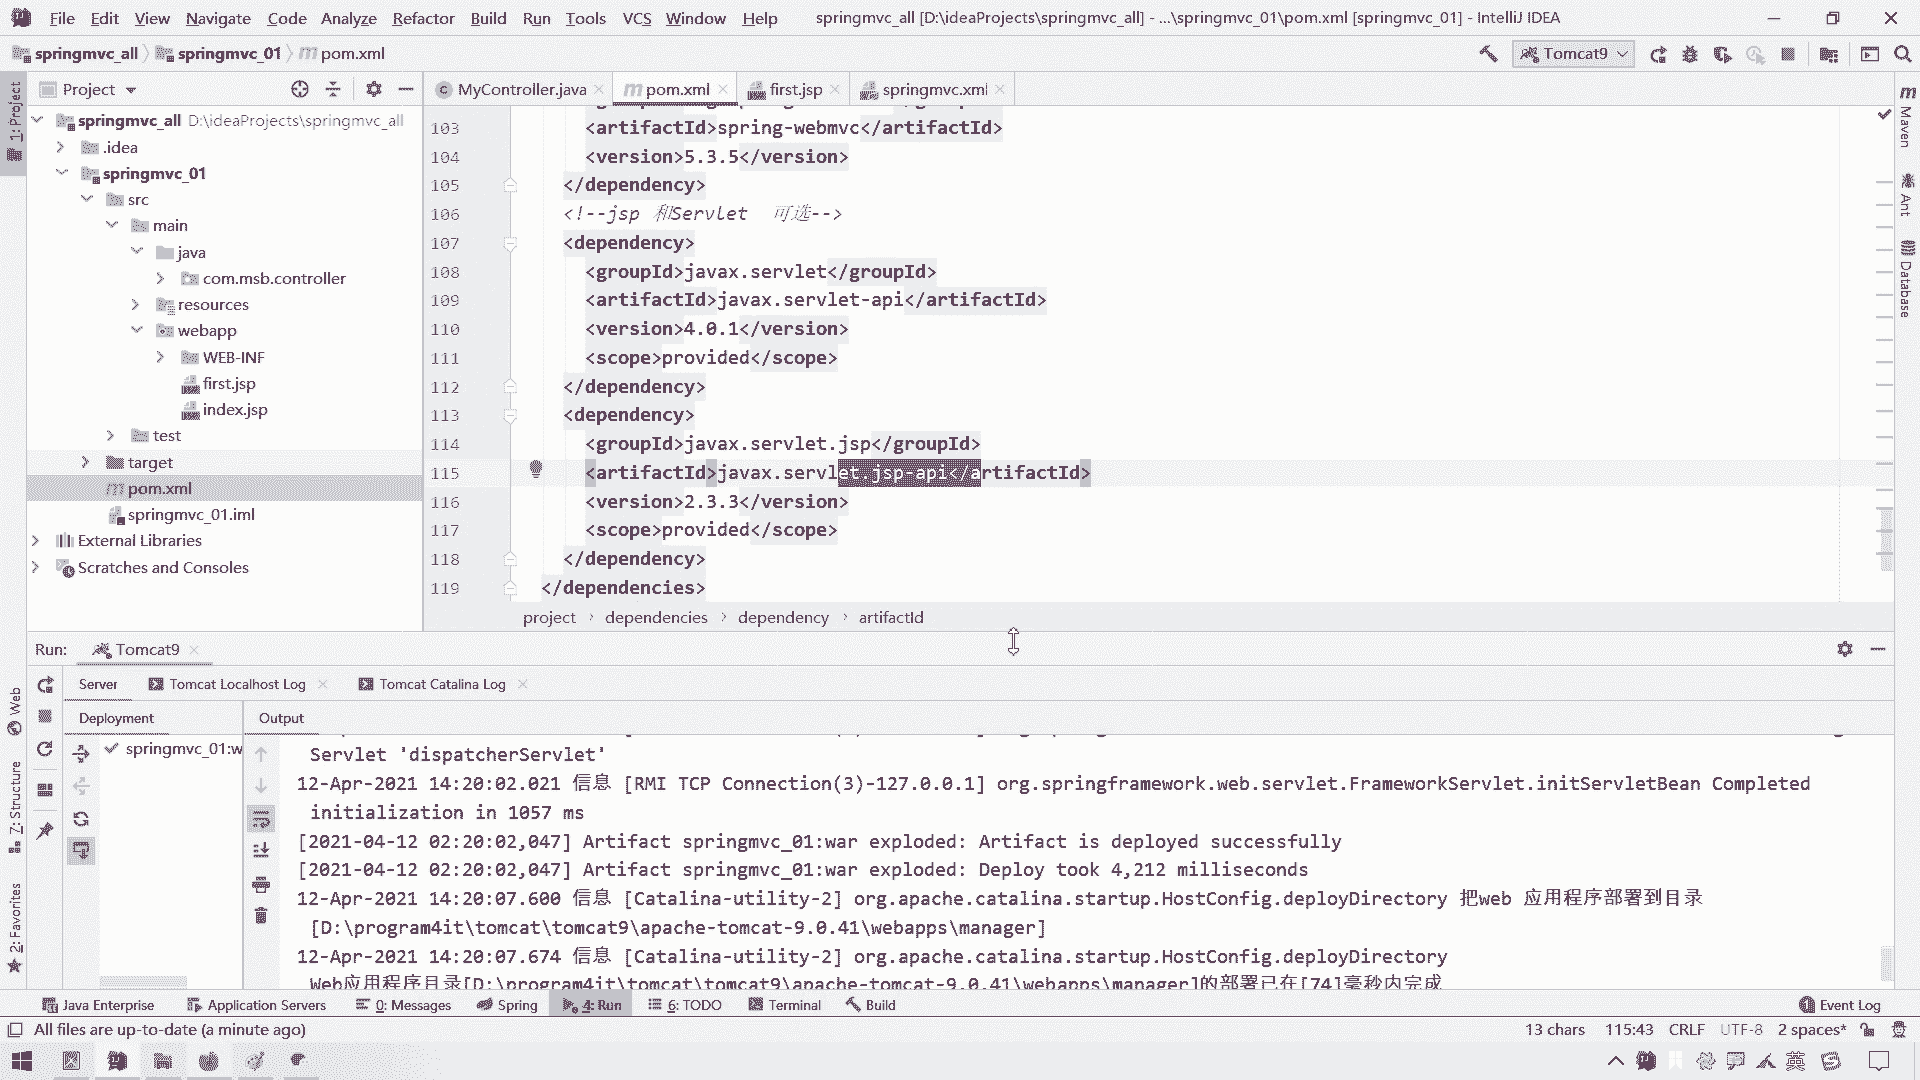 File Edit View Navigate Code Analyze Refactor Build Run Tools VCS Window Help springmvc_all [D:\ideaProjects\springmvc_all] - ...\springmvc_01\pom.xml [springmvc_01] - IntelliJ IDEA
springmvc_all springmvc_01 pom.xml Tomcat9
1: Project
Project
MyController.java pom.xml first.jsp springmvc.xml
springmvc_all D:\ideaProjects\springmvc_all
.idea
springmvc_01
src
main
java
com.msb.controller
resources
webapp
WEB-INF
first.jsp
index.jsp
test
target
pom.xml
springmvc_01.iml
External Libraries
Scratches and Consoles
103 <artifactId>spring-webmvc</artifactId>
104 <version>5.3.5</version>
105 </dependency>
106 <!--jsp 和Servlet 可选-->
107 <dependency>
108 <groupId>javax.servlet</groupId>
109 <artifactId>javax.servlet-api</artifactId>
110 <version>4.0.1</version>
111 <scope>provided</scope>
112 </dependency>
113 <dependency>
114 <groupId>javax.servlet.jsp</groupId>
115 <artifactId>javax.servlet.jsp-api</artifactId>
116 <version>2.3.3</version>
117 <scope>provided</scope>
118 </dependency>
119 </dependencies>
project › dependencies › dependency › artifactId
Maven
Ant
Database
Run: Tomcat9
Server Tomcat Localhost Log Tomcat Catalina Log
Deployment Output
springmvc_01:w
Servlet 'dispatcherServlet'
12-Apr-2021 14:20:02.021 信息 [RMI TCP Connection(3)-127.0.0.1] org.springframework.web.servlet.FrameworkServlet.initServletBean Completed
initialization in 1057 ms
[2021-04-12 02:20:02,047] Artifact springmvc_01:war exploded: Artifact is deployed successfully
[2021-04-12 02:20:02,047] Artifact springmvc_01:war exploded: Deploy took 4,212 milliseconds
12-Apr-2021 14:20:07.600 信息 [Catalina-utility-2] org.apache.catalina.startup.HostConfig.deployDirectory 把web 应用程序部署到目录
[D:\program4it\tomcat\tomcat9\apache-tomcat-9.0.41\webapps\manager]
12-Apr-2021 14:20:07.674 信息 [Catalina-utility-2] org.apache.catalina.startup.HostConfig.deployDirectory
Web应用程序目录[D:\program4it\tomcat\tomcat9\apache-tomcat-9.0.41\webapps\manager]的部署已在[74]毫秒内完成
Web
7: Structure
2: Favorites
Java Enterprise Application Servers 0: Messages Spring 4: Run 6: TODO Terminal Build 1 Event Log
All files are up-to-date (a minute ago) 13 chars 115:43 CRLF UTF-8 2 spaces*
英